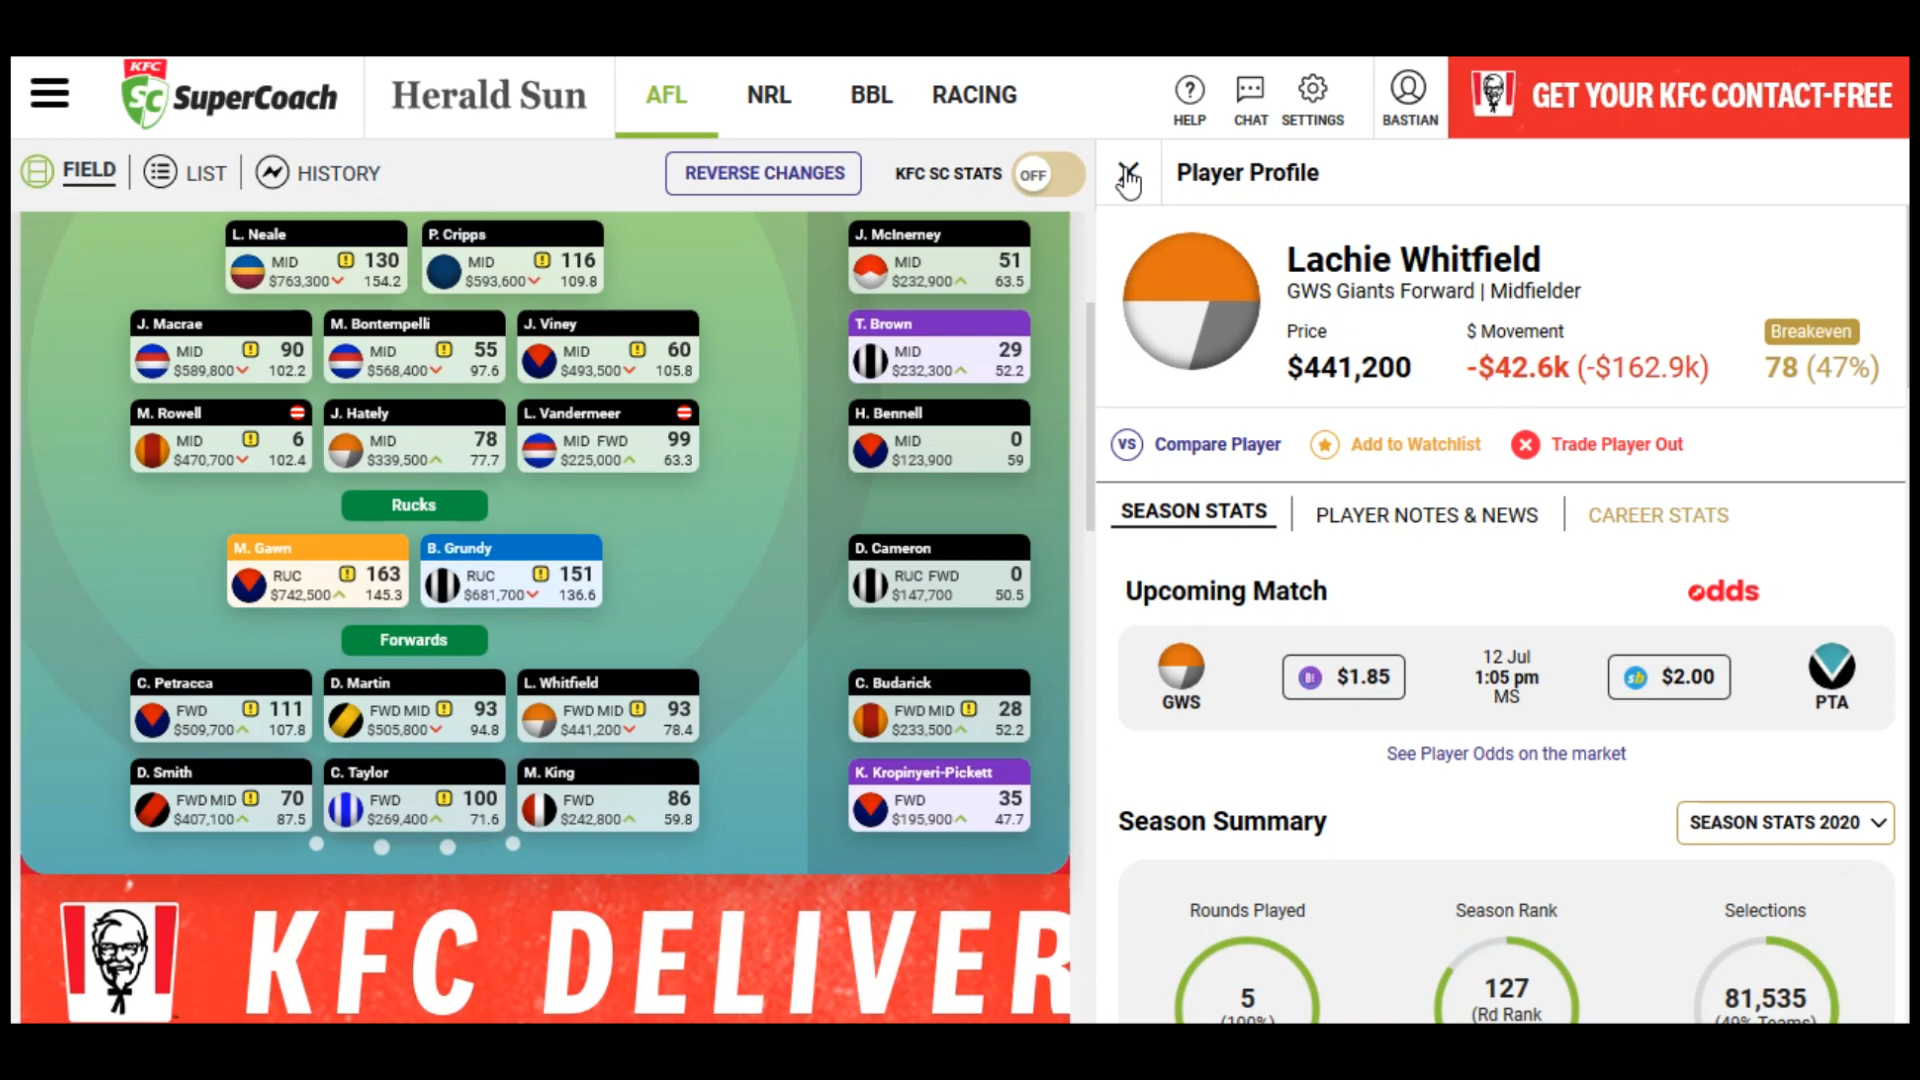 KFC
SC SuperCoach
Herald Sun
AFL
NRL
BBL
RACING
HELP
CHAT
SETTINGS
BASTIAN
GET YOUR KFC CONTACT-FREE
FIELD
LIST
HISTORY
REVERSE CHANGES
KFC SC STATS
OFF
Player Profile
L. Neale
MID 130
$763,300 154.2
P. Cripps
MID 116
$593,600 109.8
J. McInerney
MID 51
$232,900 63.5
J. Macrae
MID 90
$589,800 102.2
M. Bontempelli
MID 55
$568,400 97.6
J. Viney
MID 60
$493,500 105.8
T. Brown
MID 29
$232,300 52.2
M. Rowell
MID 6
$470,700 102.4
J. Hately
MID 78
$339,500 77.7
L. Vandermeer
MID FWD 99
$225,000 63.3
H. Bennell
MID 0
$123,900 59
Rucks
M. Gawn
RUC 163
$742,500 145.3
B. Grundy
RUC 151
$681,700 136.6
D. Cameron
RUC FWD 0
$147,700 50.5
Forwards
C. Petracca
FWD 111
$509,700 107.8
D. Martin
FWD MID 93
$505,800 94.8
L. Whitfield
FWD MID 93
$441,200 78.4
C. Budarick
FWD MID 28
$233,500 52.2
D. Smith
FWD MID 70
$407,100 87.5
C. Taylor
FWD 100
$269,400 71.6
M. King
FWD 86
$242,800 59.8
K. Kropinyeri-Pickett
FWD 35
$195,900 47.7
KFC DELIVER
Lachie Whitfield
GWS Giants Forward | Midfielder
Price
$441,200
$ Movement
-$42.6k (-$162.9k)
Breakeven
78 (47%)
VS Compare Player
Add to Watchlist
Trade Player Out
SEASON STATS
PLAYER NOTES & NEWS
CAREER STATS
Upcoming Match
odds
GWS
$1.85
12 Jul
1:05 pm
MS
sb $2.00
PTA
See Player Odds on the market
Season Summary
SEASON STATS 2020
Rounds Played
5
(100%)
Season Rank
127
(Rd Rank
Selections
81,535
(49% Teams)